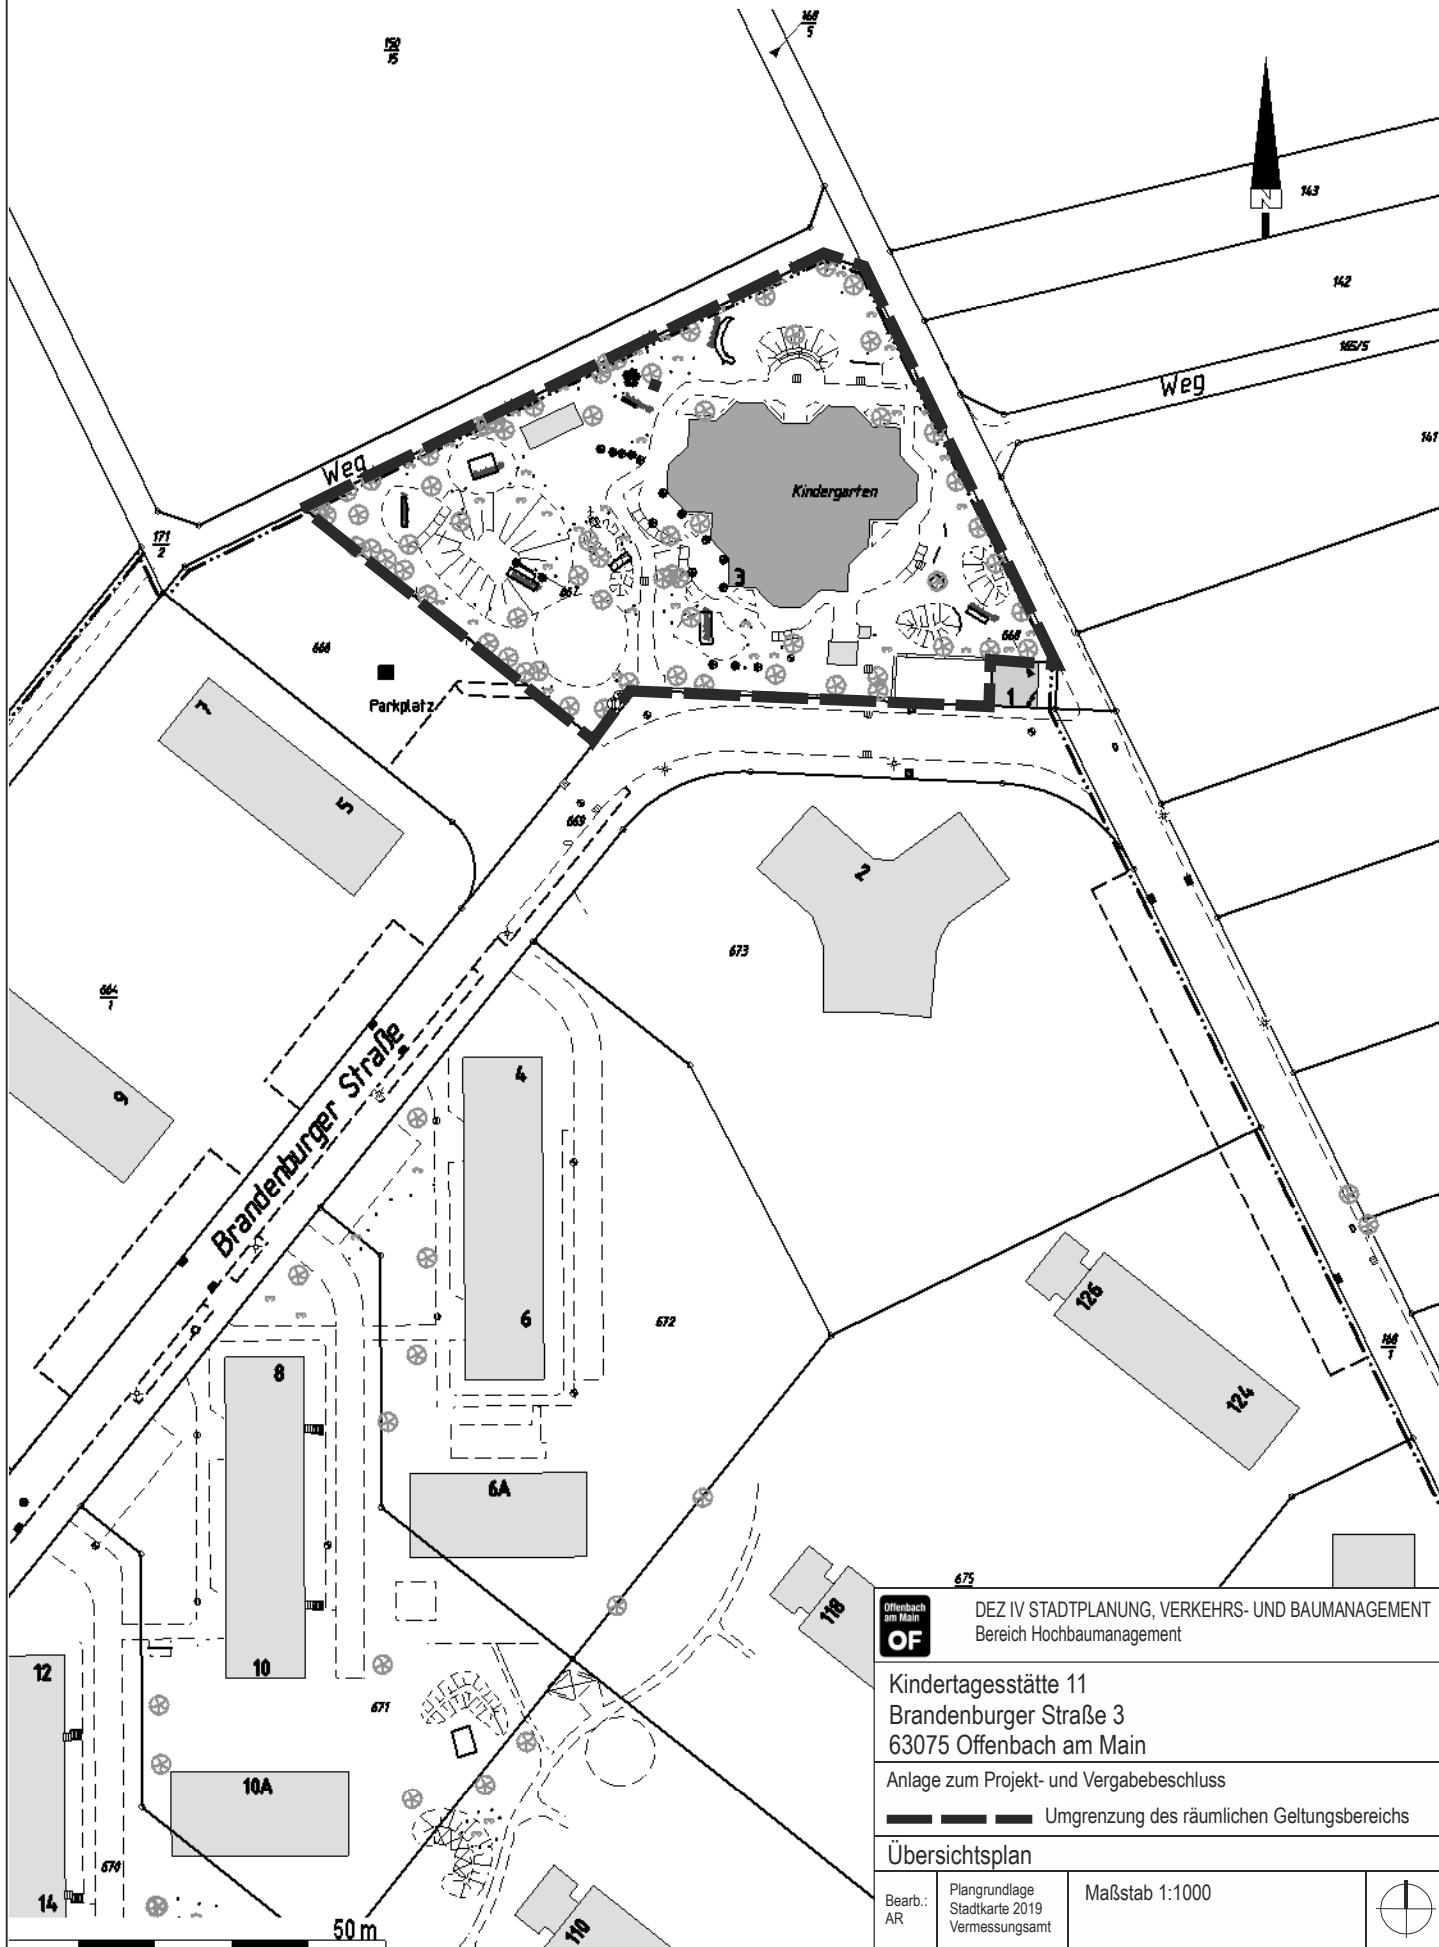 168
5
150
15
N
143
142
165/5
Weg
141
Weg
Kindergarten
171
2
3
667
668
666
Parkplatz
1
7
5
669
2
673
664
1
9
Brandenburger Straße
4
6
672
126
124
168
1
8
6A
10
675
118
12
671
10A
670
14
110
50 m
Offenbach
am Main
OF
DEZ IV STADTPLANUNG, VERKEHRS- UND BAUMANAGEMENT
Bereich Hochbaumanagement
Kindertagesstätte 11
Brandenburger Straße 3
63075 Offenbach am Main
Anlage zum Projekt- und Vergabebeschluss
Umgrenzung des räumlichen Geltungsbereichs
Übersichtsplan
Bearb.:
AR
Plangrundlage
Stadtkarte 2019
Vermessungsamt
Maßstab 1:1000